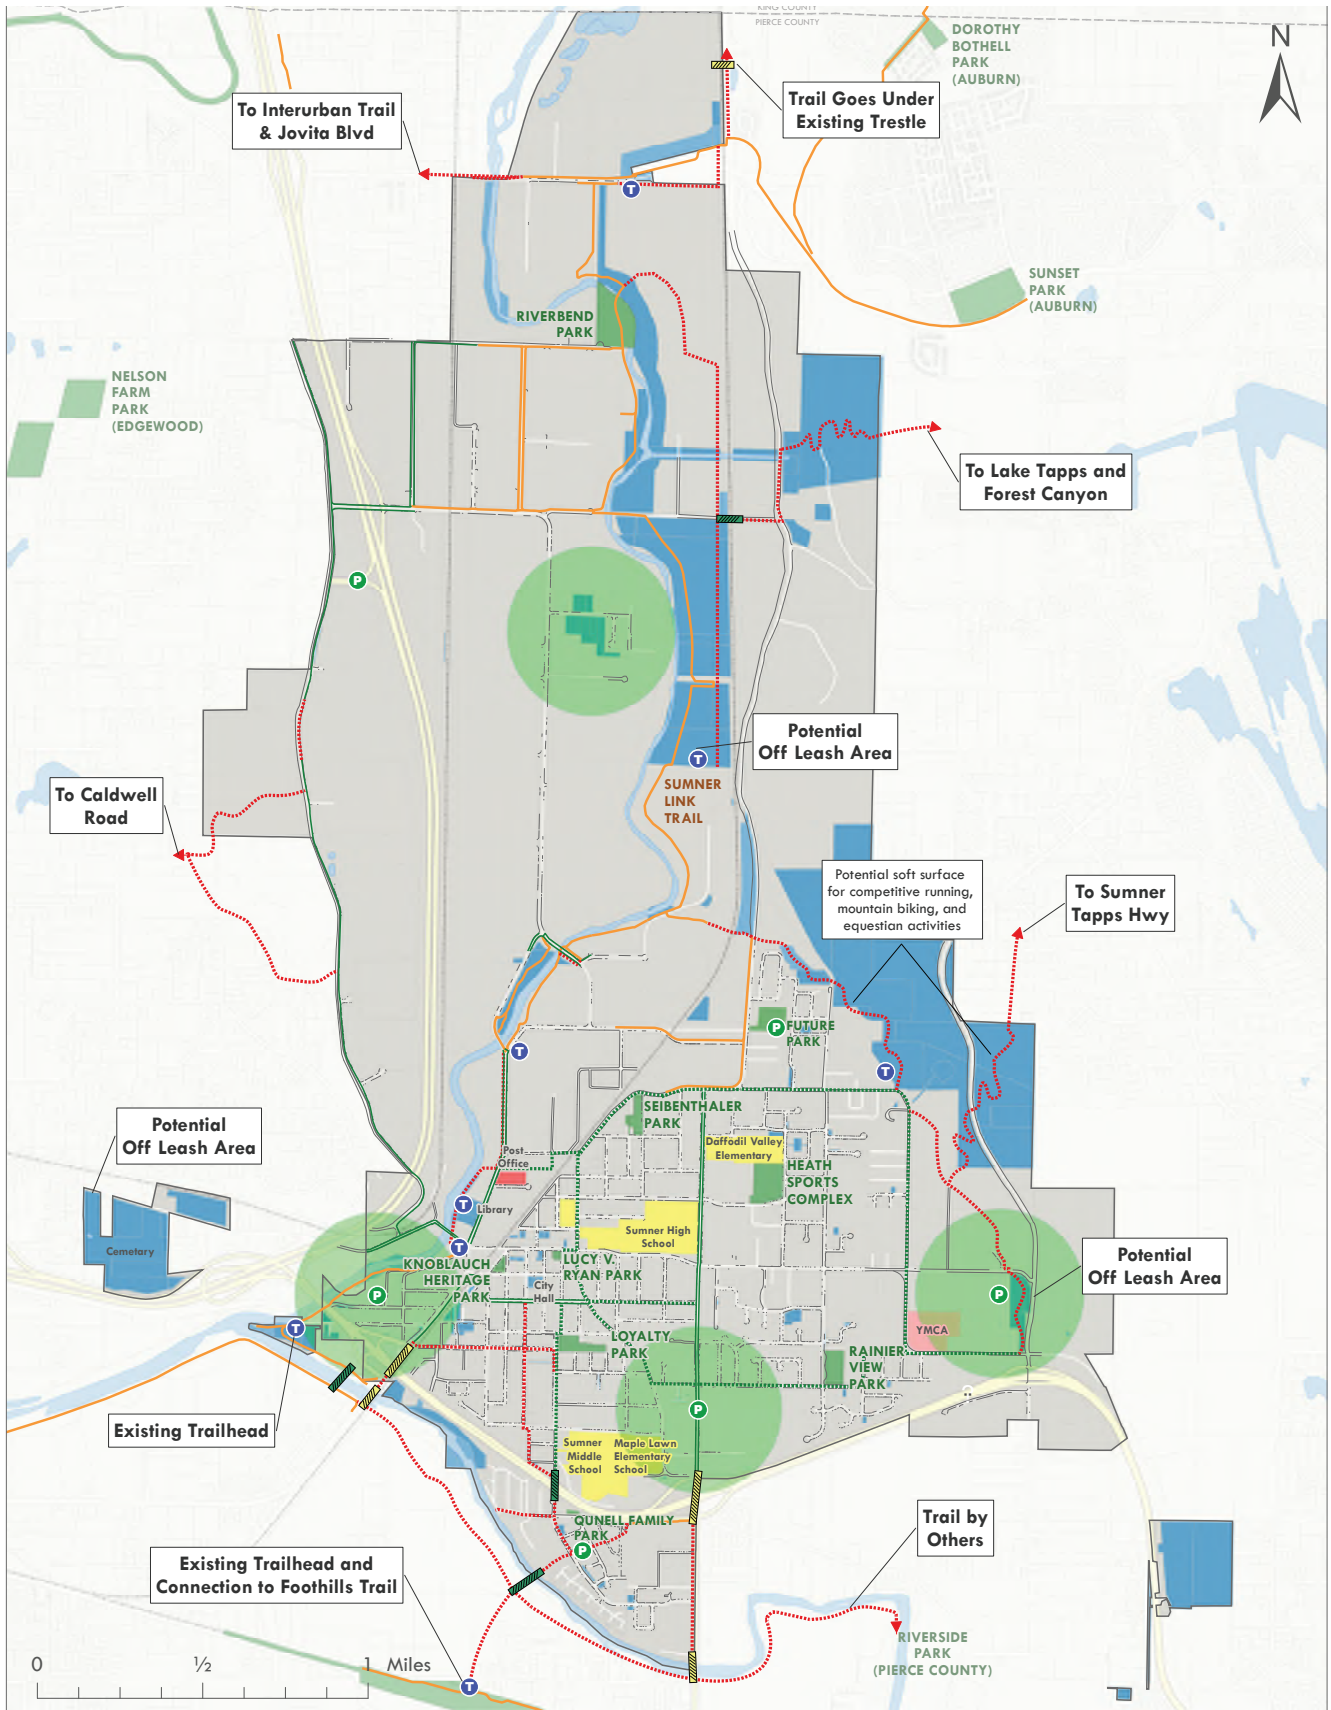 KING COUNTY
PIERCE COUNTY
DOROTHY
BOTHELL
PARK
(AUBURN)
N
To Interurban Trail
& Jovita Blvd
Trail Goes Under
Existing Trestle
T
SUNSET
PARK
(AUBURN)
RIVERBEND
PARK
NELSON
FARM
PARK
(EDGEWOOD)
To Lake Tapps and
Forest Canyon
P
Potential
Off Leash Area
T
SUMNER
LINK
TRAIL
To Caldwell
Road
Potential soft surface
for competitive running,
mountain biking, and
equestian activities
To Sumner
Tapps Hwy
P
FUTURE
PARK
T
T
SEIBENTHALER
PARK
Potential
Off Leash Area
Daffodil Valley
Elementary
Post
Office
HEATH
SPORTS
COMPLEX
T
Library
Sumner High
School
Cemetary
T
KNOBLAUCH
HERITAGE
PARK
LUCY V.
RYAN PARK
City
Hall
Potential
Off Leash Area
P
P
T
YMCA
LOYALTY
PARK
RAINIER
VIEW
PARK
P
Existing Trailhead
Sumner
Middle
School
Maple Lawn
Elementary
School
QUNELL FAMILY
PARK
P
Trail by
Others
Existing Trailhead and
Connection to Foothills Trail
RIVERSIDE
PARK
(PIERCE COUNTY)
0 ½ 1 Miles
T